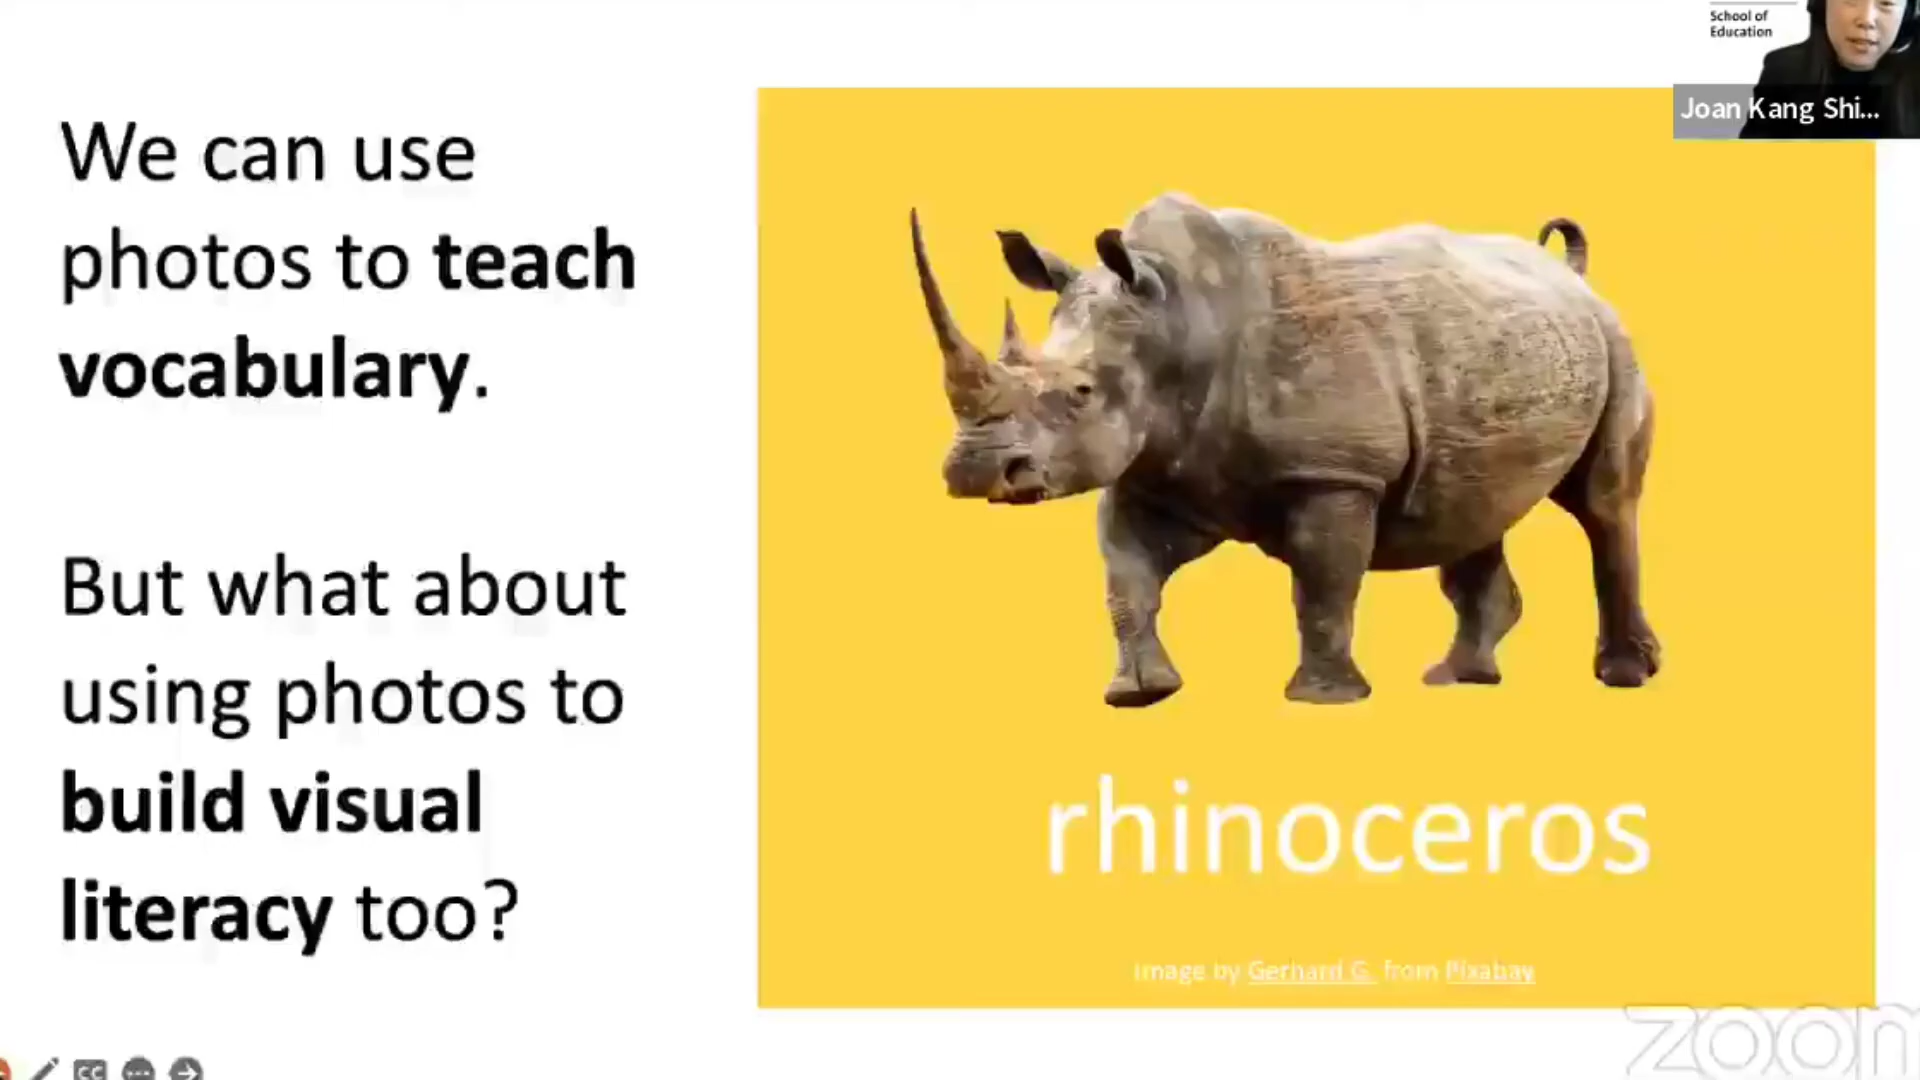 School of
Education
Joan Kang Shi...
We can use
photos to teach
vocabulary.
But what about
using photos to
build visual
literacy too?
rhinoceros
Image by Gerhard G. from Pixabay
zoom
CC